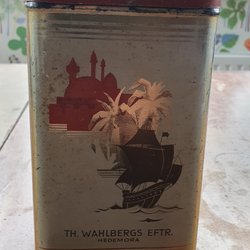 TH. WAHLBERGS EFTR.
HEDEMORA